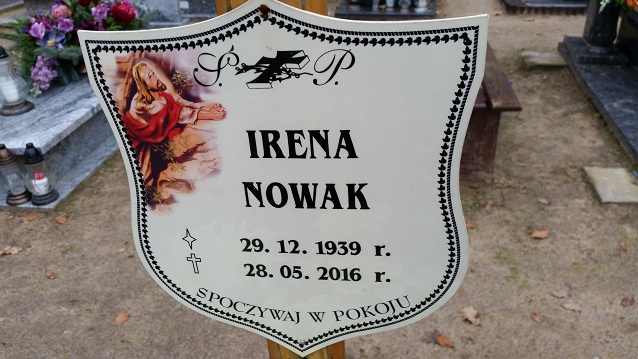 Ś. P.
IRENA
NOWAK
29. 12. 1939 r.
28. 05. 2016 r.
SPOCZYWAJ W POKOJU